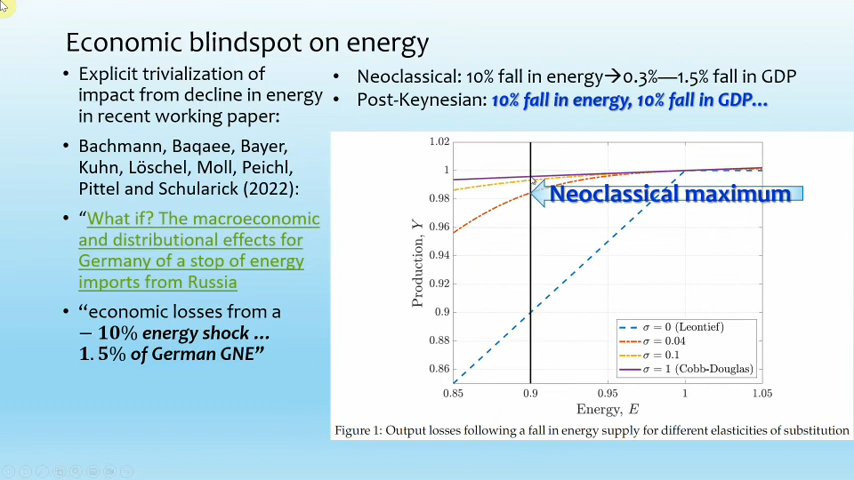 Economic blindspot on energy
• Explicit trivialization of
impact from decline in energy
in recent working paper:
• Bachmann, Baqaee, Bayer,
Kuhn, Löschel, Moll, Peichl,
Pittel and Schularick (2022):
• “What if? The macroeconomic
and distributional effects for
Germany of a stop of energy
imports from Russia
• “economic losses from a
− 10% energy shock …
1.5% of German GNE”
• Neoclassical: 10% fall in energy→0.3%—1.5% fall in GDP
• Post-Keynesian: 10% fall in energy, 10% fall in GDP…
1.02
1
0.98
0.96
0.94
0.92
0.9
0.88
0.86
Production, Y
Neoclassical maximum
σ = 0 (Leontief)
σ = 0.04
σ = 0.1
σ = 1 (Cobb-Douglas)
0.85 0.9 0.95 1 1.05
Energy, E
Figure 1: Output losses following a fall in energy supply for different elasticities of substitution